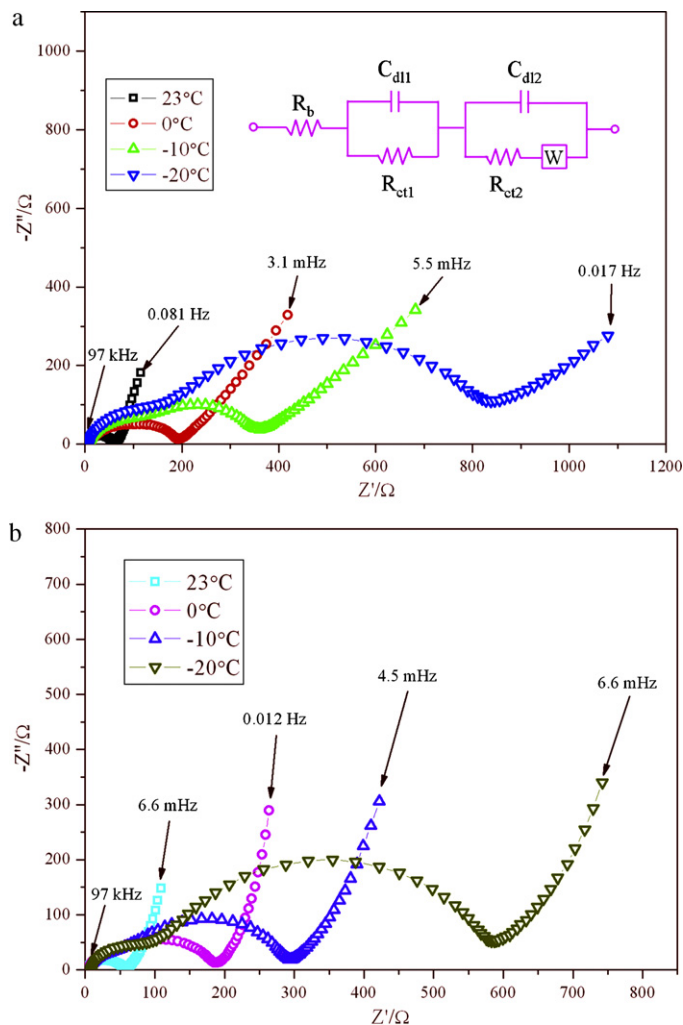 a
1000
800
600
400
200
0
-Z"/Ω
23°C
0°C
-10°C
-20°C
R_b
C_dl1
R_ct1
C_dl2
R_ct2
W
97 kHz
0.081 Hz
3.1 mHz
5.5 mHz
0.017 Hz
0 200 400 600 800 1000 1200
Z'/Ω
b
800
700
600
500
400
300
200
100
0
-Z"/Ω
23°C
0°C
-10°C
-20°C
97 kHz
6.6 mHz
0.012 Hz
4.5 mHz
6.6 mHz
0 100 200 300 400 500 600 700 800
Z'/Ω